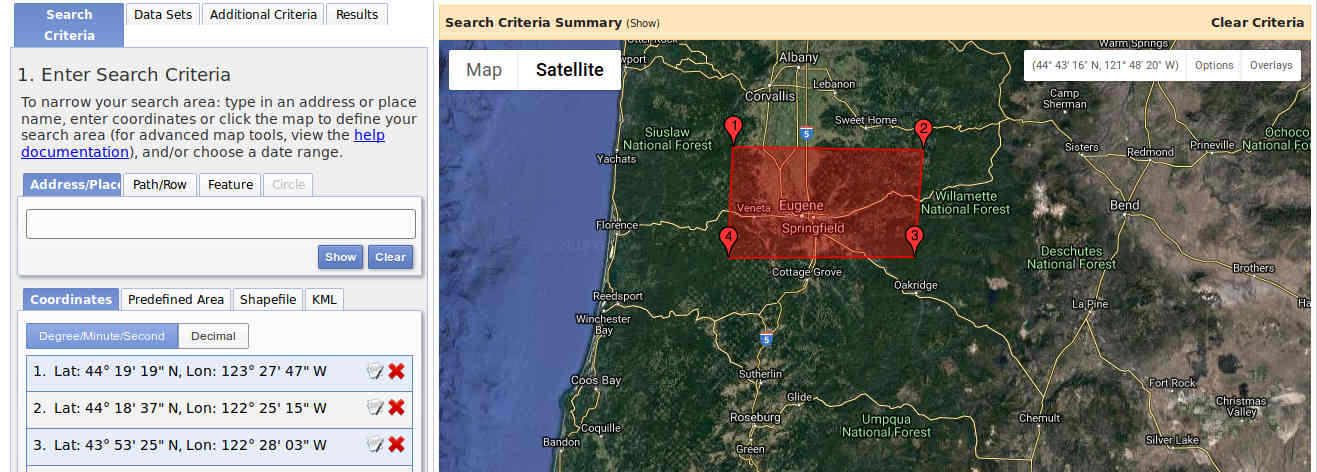 Search Criteria
Data Sets
Additional Criteria
Results
1. Enter Search Criteria
To narrow your search area: type in an address or place
name, enter coordinates or click the map to define your
search area (for advanced map tools, view the help
documentation), and/or choose a date range.
Address/Place
Path/Row
Feature
Circle
Show
Clear
Coordinates
Predefined Area
Shapefile
KML
Degree/Minute/Second
Decimal
1. Lat: 44° 19' 19" N, Lon: 123° 27' 47" W
2. Lat: 44° 18' 37" N, Lon: 122° 25' 15" W
3. Lat: 43° 53' 25" N, Lon: 122° 28' 03" W
Search Criteria Summary (Show)
Clear Criteria
Map
Satellite
(44° 43' 16" N, 121° 48' 20" W)
Options
Overlays
wport
Albany
Warm Springs
Lebanon
Corvallis
Camp
Sherman
Sweet Home
1
5
2
Siuslaw
National Forest
Ochoco
National Fo
Sisters
Redmond
Prineville
Yachats
Willamette
National Forest
Veneta
Eugene
Bend
Florence
Springfield
4
3
Deschutes
National Forest
Cottage Grove
Brothers
Oakridge
Reedsport
La Pine
Ha
Winchester
Bay
5
Sutherlin
Coos Bay
Fort Rock
Glide
Christmas
Valley
Roseburg
Umpqua
National Forest
Chemult
Coquille
Bandon
Green
Silver Lake